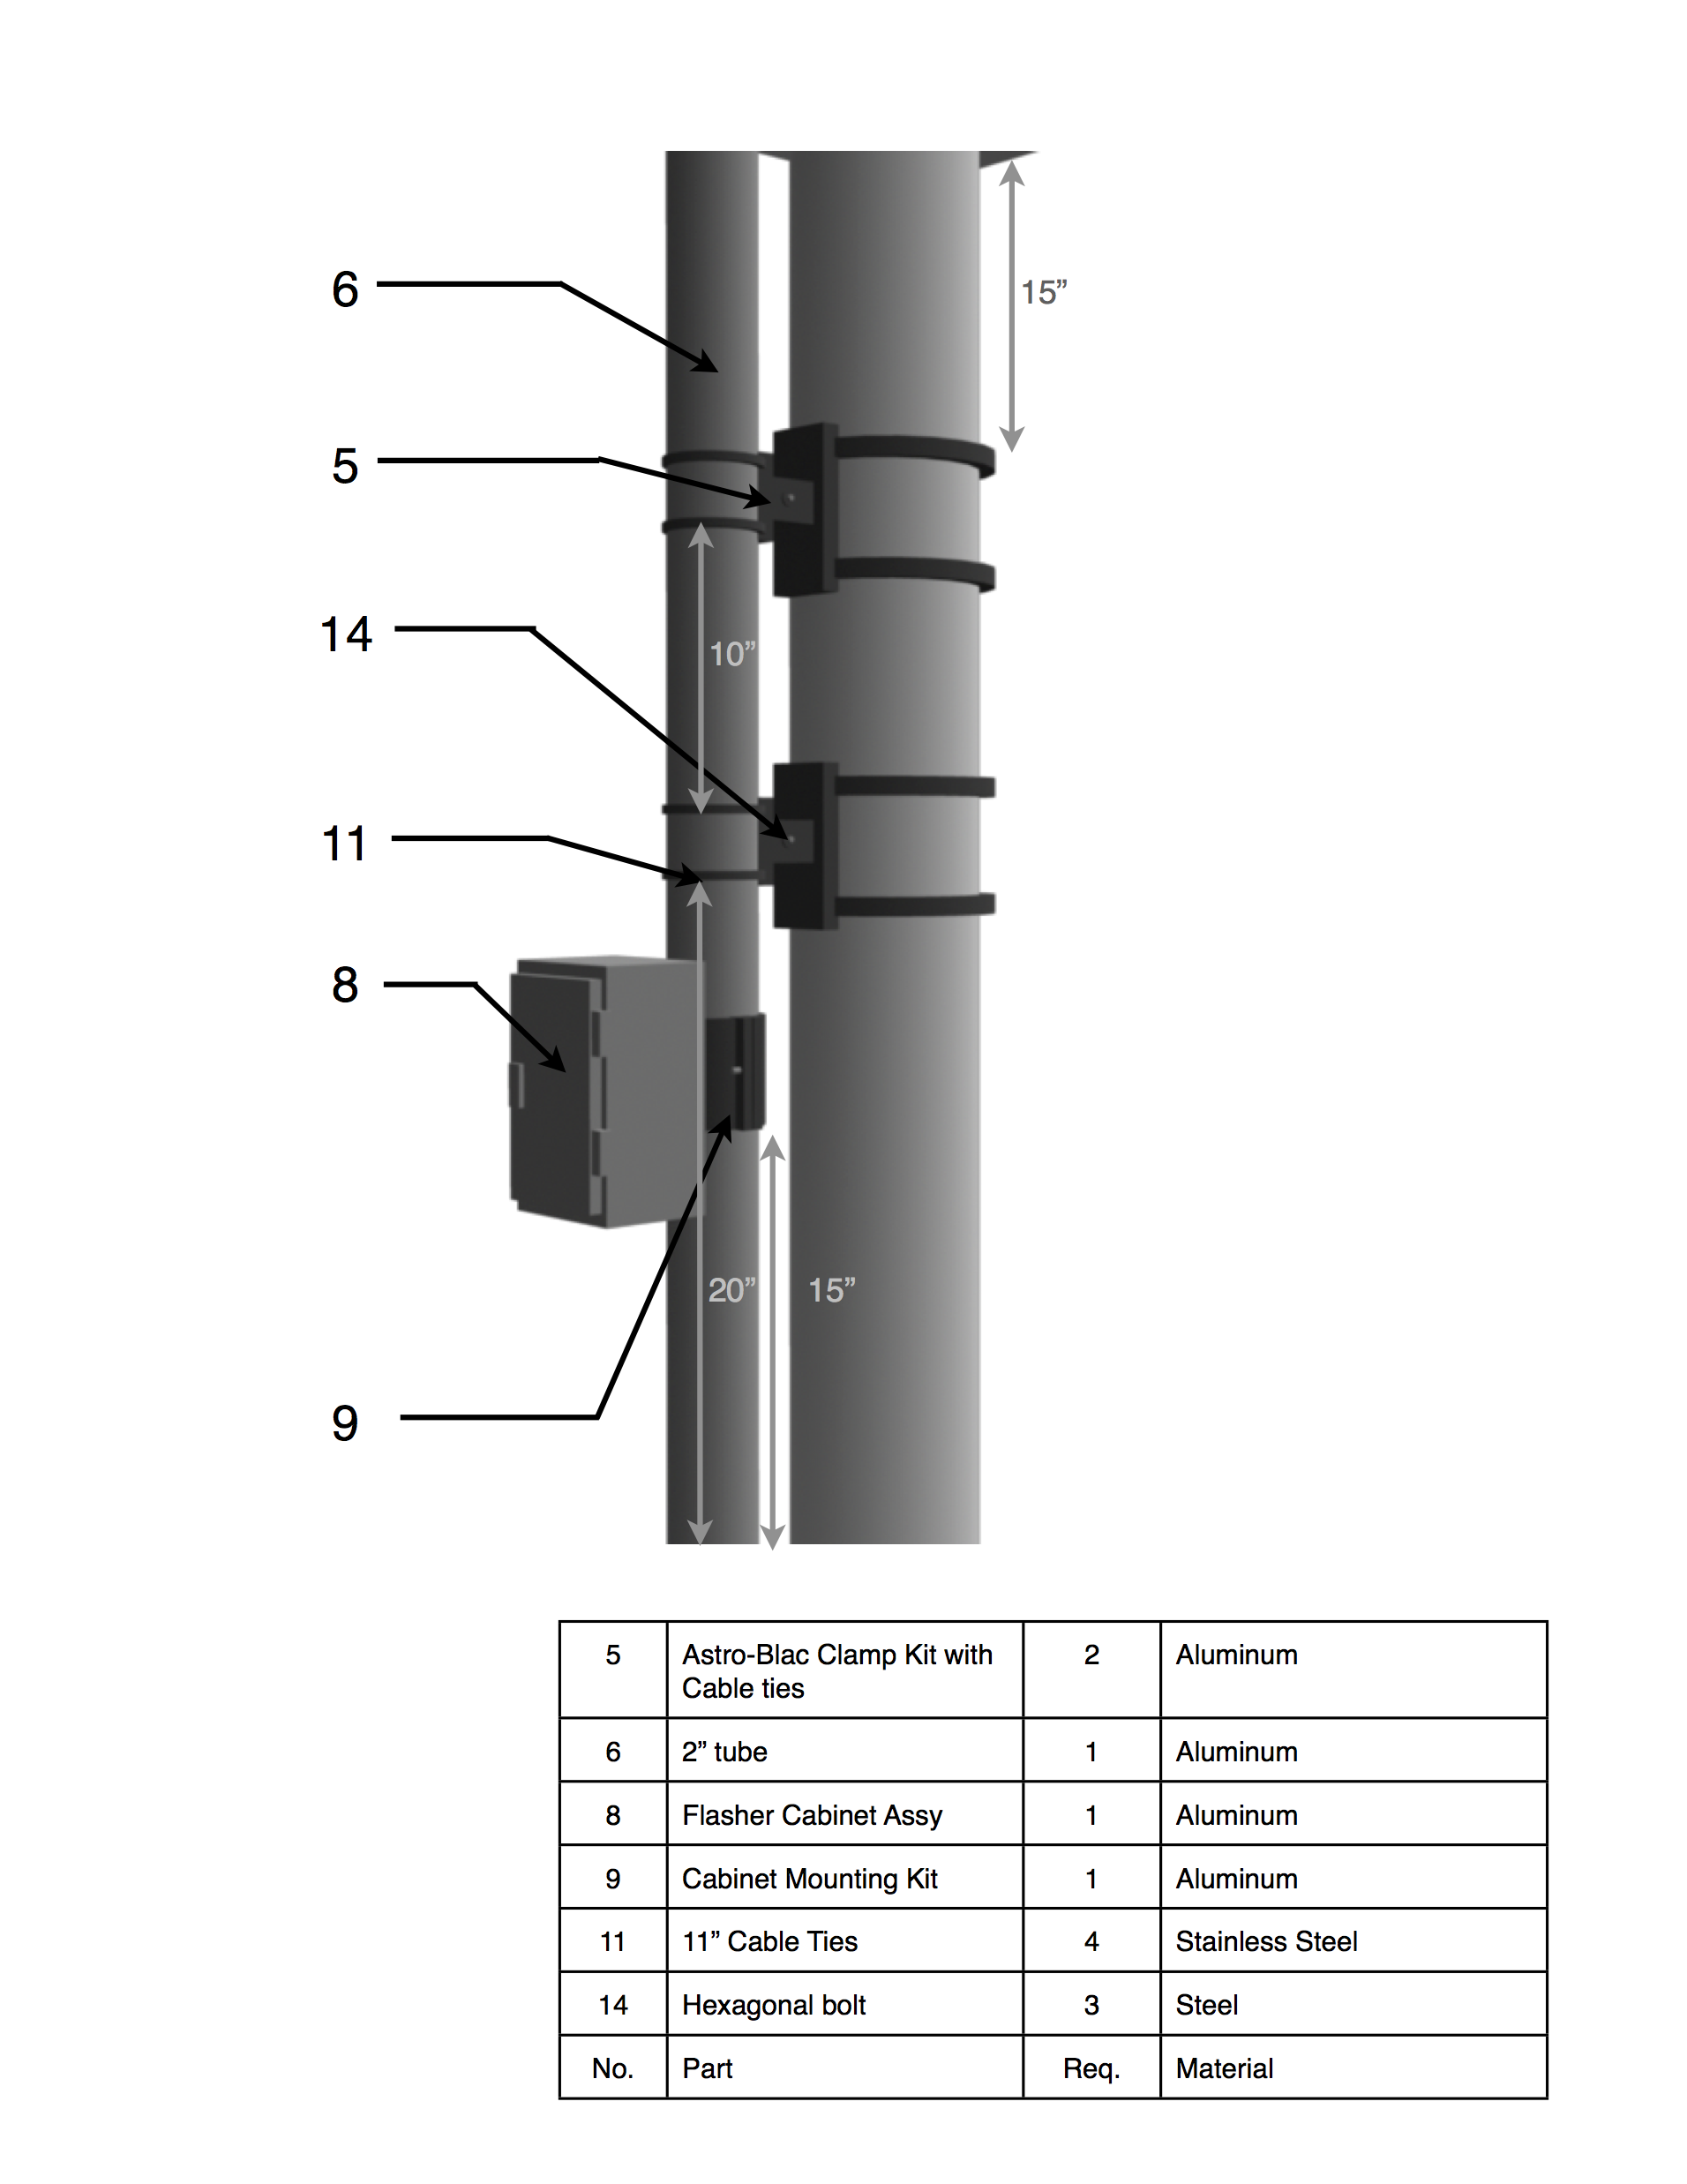 6
15”
5
14
10”
11
8
20”
15”
9
5 Astro-Blac Clamp Kit with 2 Aluminum
Cable ties
6 2” tube 1 Aluminum
8 Flasher Cabinet Assy 1 Aluminum
9 Cabinet Mounting Kit 1 Aluminum
11 11” Cable Ties 4 Stainless Steel
14 Hexagonal bolt 3 Steel
No. Part Req. Material